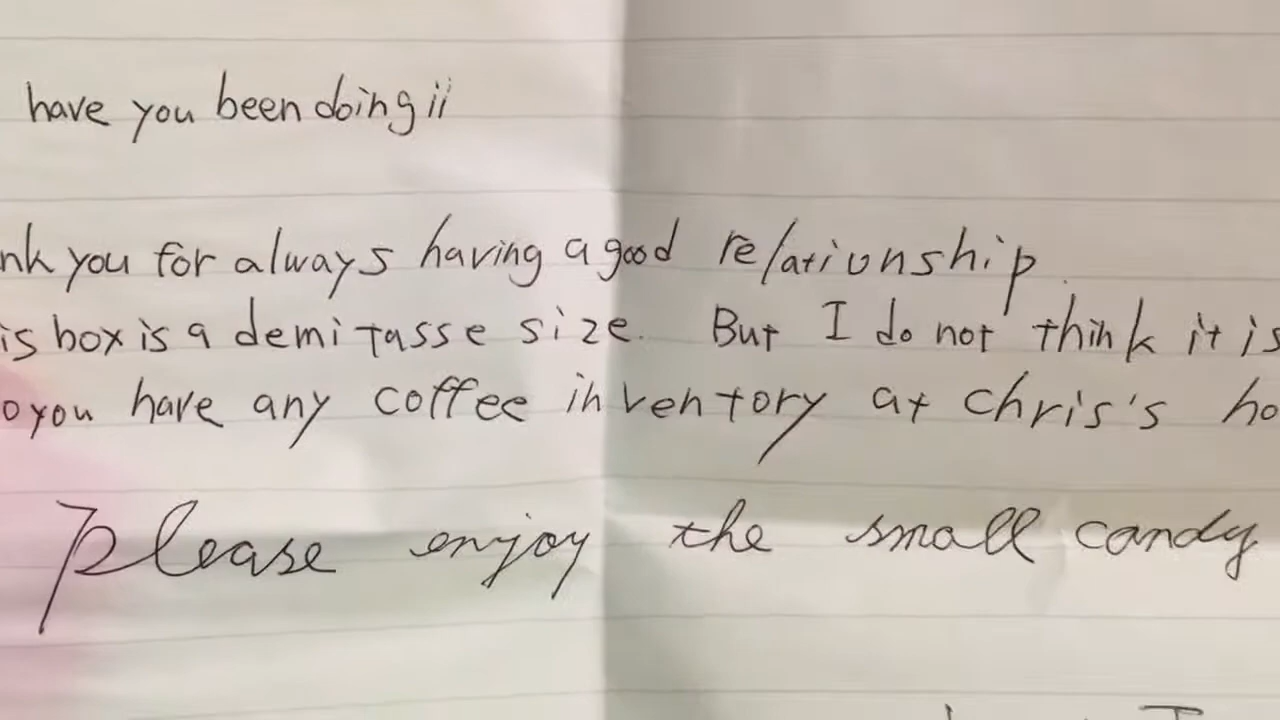 have you been doing ii
nk you for always having a good relationship.
is box is a demitasse size. But I do not think it is
o you have any coffee inventory at chris's ho
Please enjoy the small candy